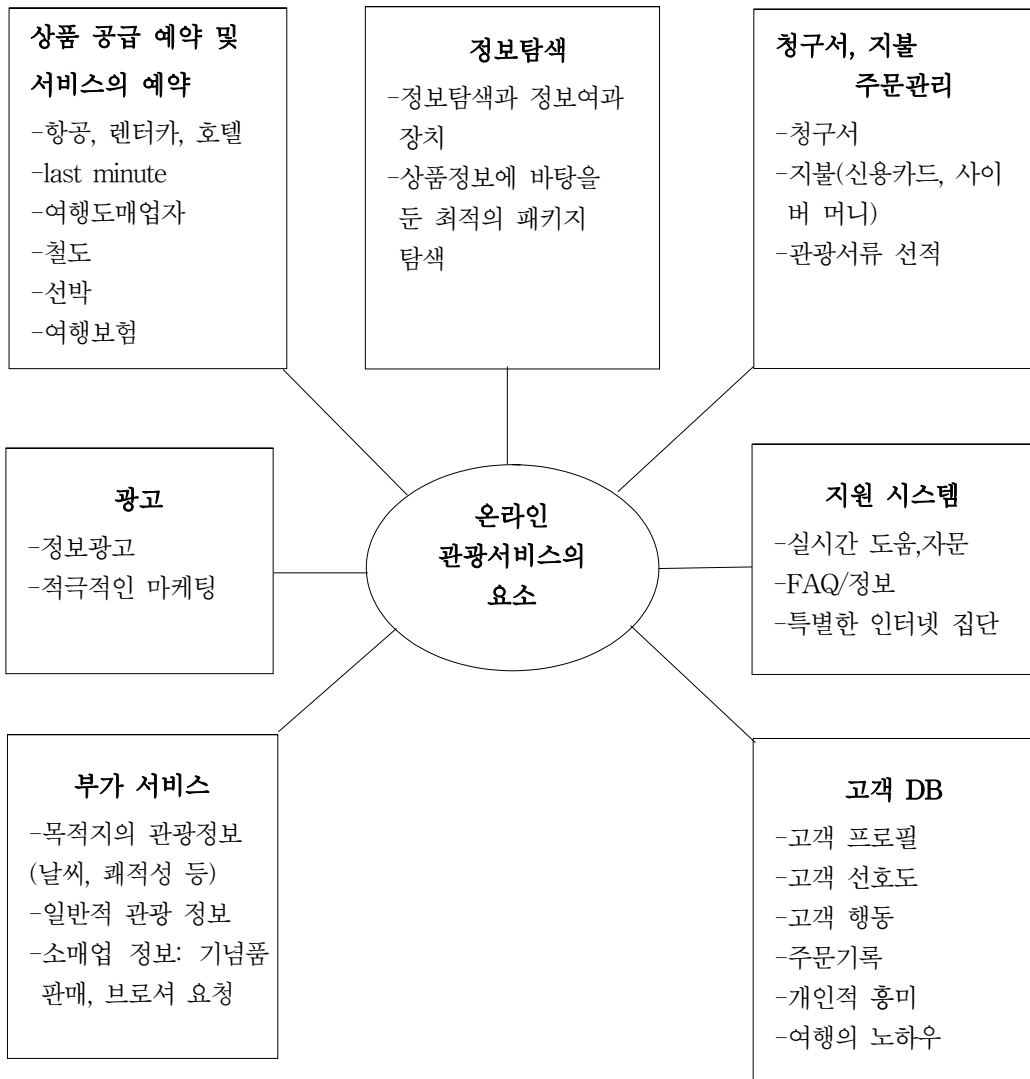 상품 공급 예약 및
서비스의 예약
-항공, 렌터카, 호텔
-last minute
-여행도매업자
-철도
-선박
-여행보험
정보탐색
-정보탐색과 정보여과
장치
-상품정보에 바탕을
둔 최적의 패키지
탐색
청구서, 지불
주문관리
-청구서
-지불(신용카드, 사이
버 머니)
-관광서류 선적
광고
-정보광고
-적극적인 마케팅
온라인
관광서비스의
요소
지원 시스템
-실시간 도움,자문
-FAQ/정보
-특별한 인터넷 집단
부가 서비스
-목적지의 관광정보
(날씨, 쾌적성 등)
-일반적 관광 정보
-소매업 정보: 기념품
판매, 브로셔 요청
고객 DB
-고객 프로필
-고객 선호도
-고객 행동
-주문기록
-개인적 흥미
-여행의 노하우